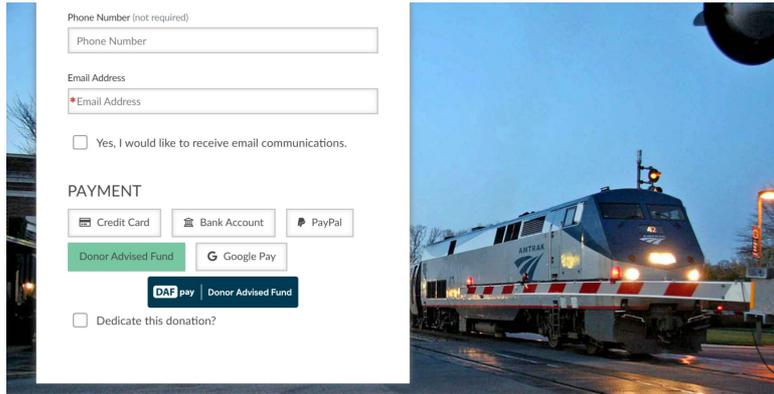 Phone Number (not required)
Phone Number
Email Address
*Email Address
Yes, I would like to receive email communications.
PAYMENT
Credit Card
Bank Account
PayPal
Donor Advised Fund
Google Pay
DAF pay | Donor Advised Fund
Dedicate this donation?
AMTRAK
42